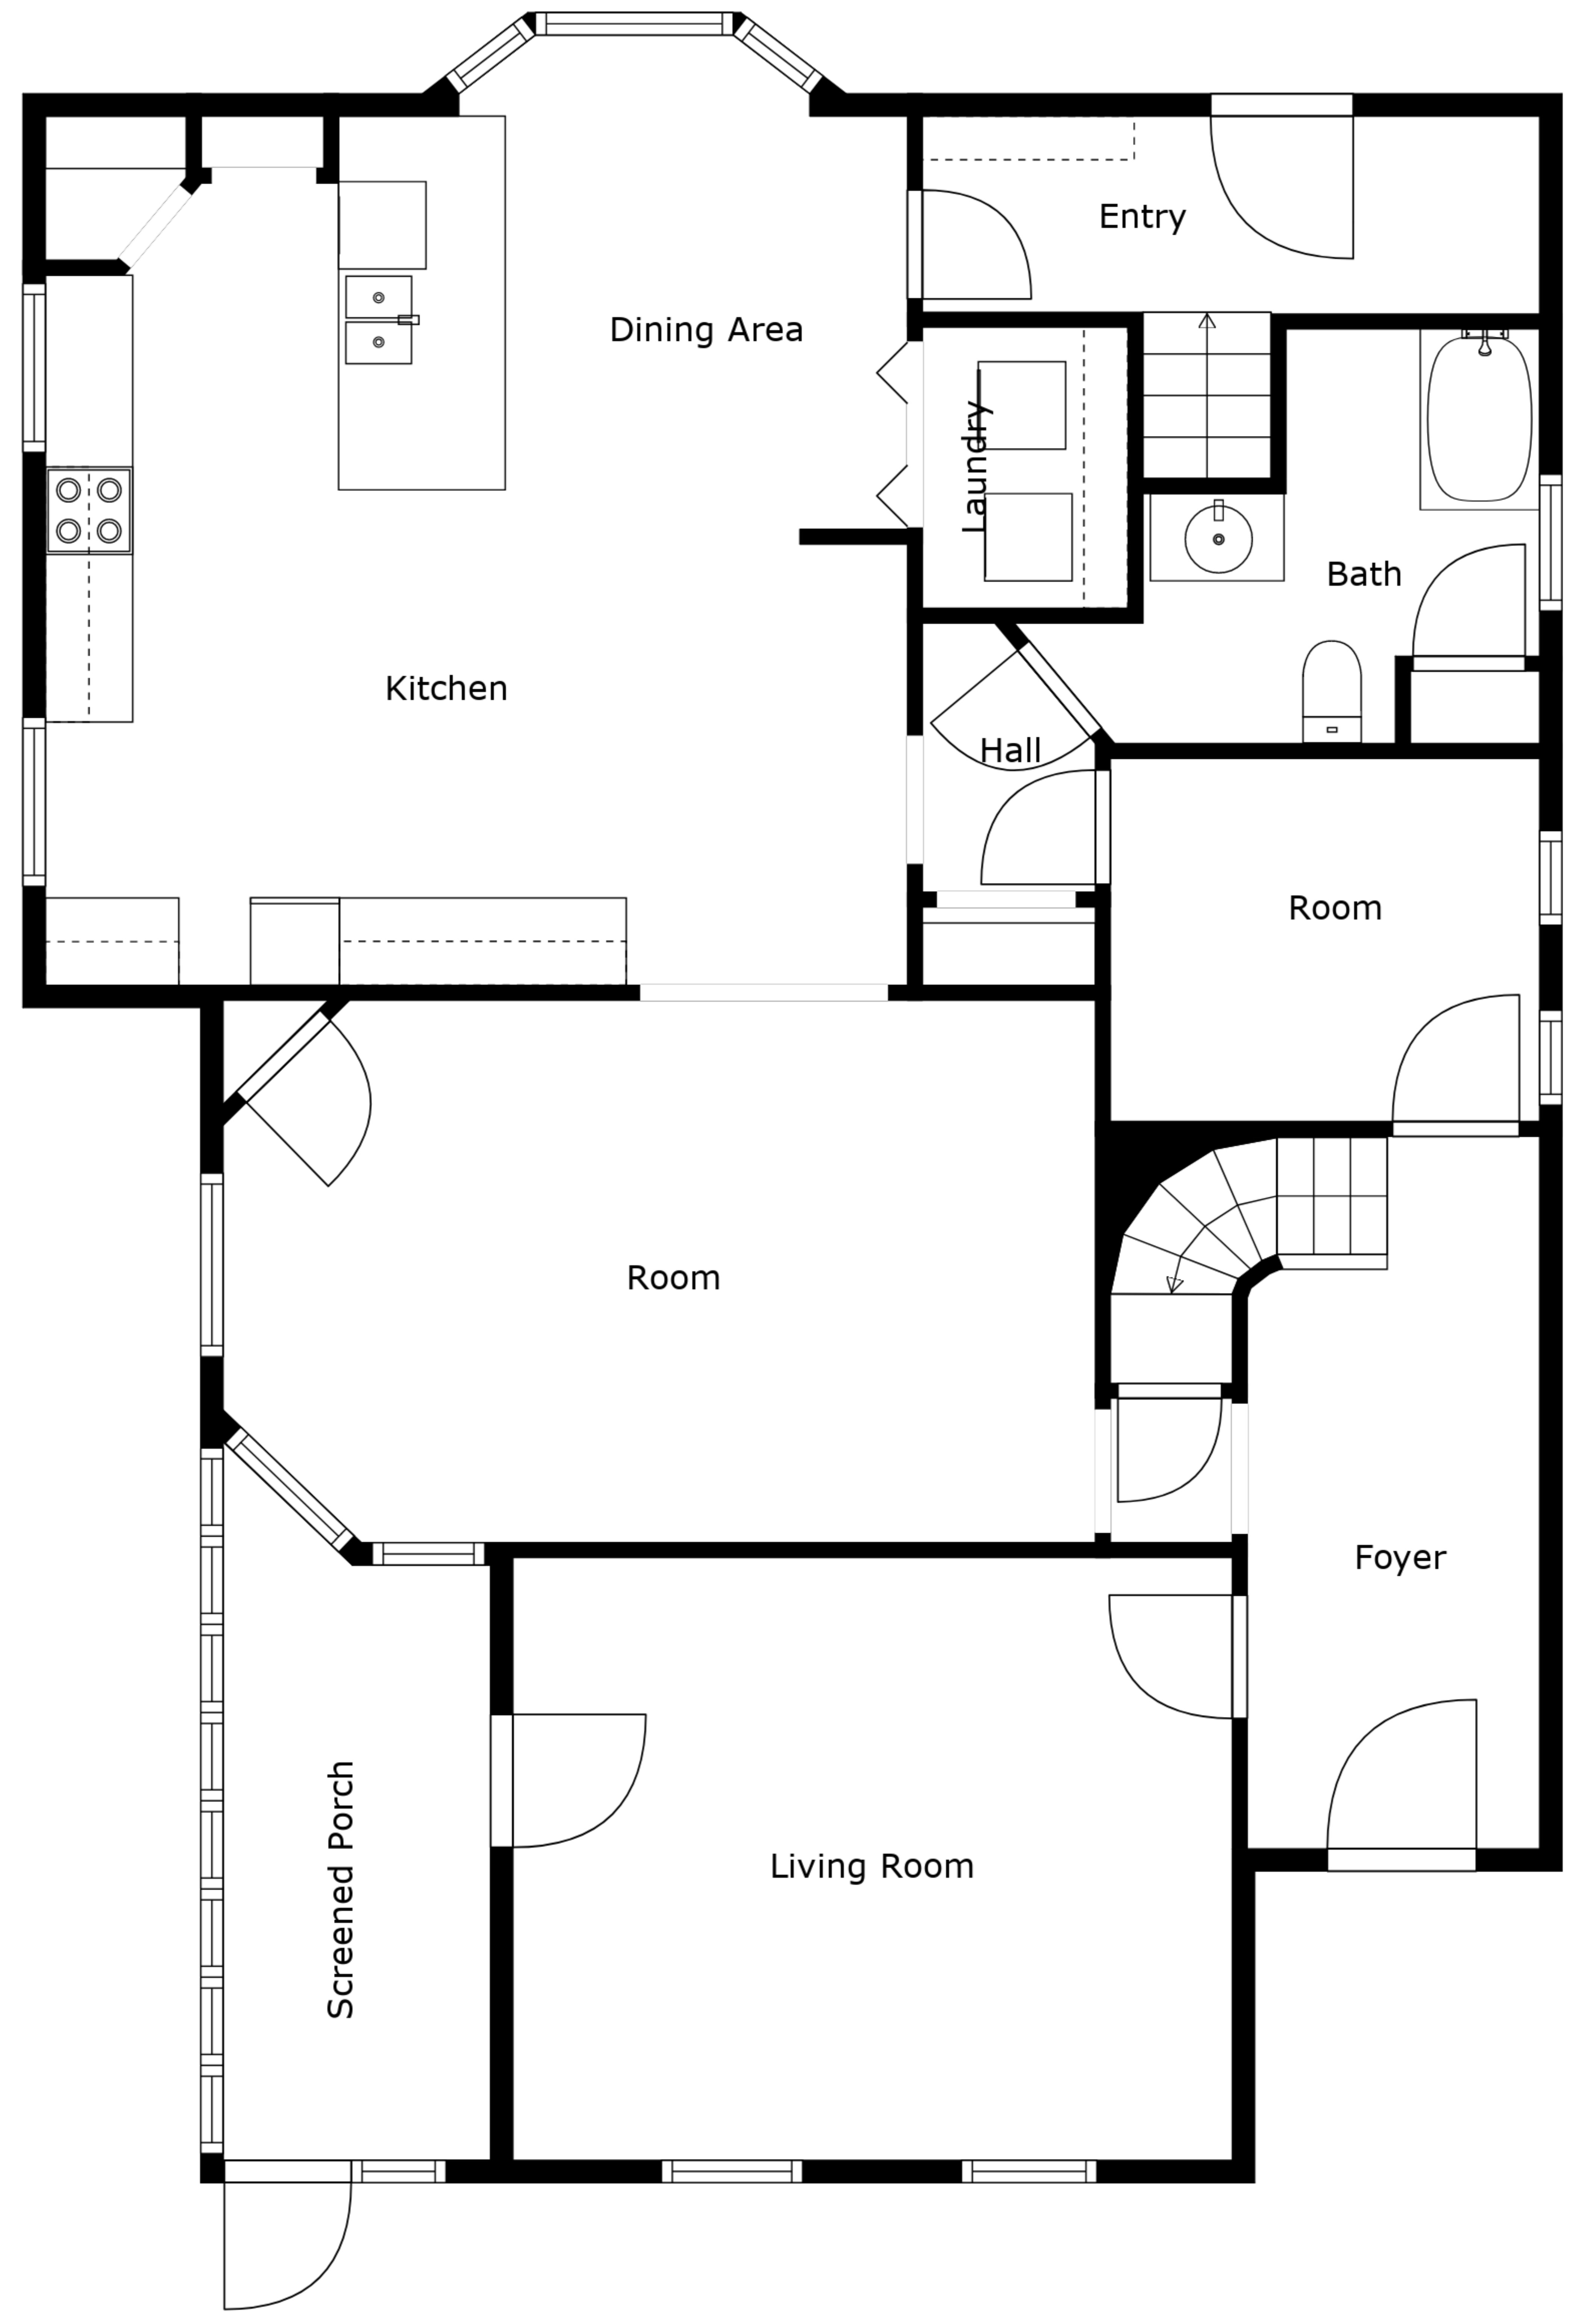 Entry
Dining Area
Laundry
Bath
Kitchen
Hall
Room
Room
Foyer
Screened Porch
Living Room